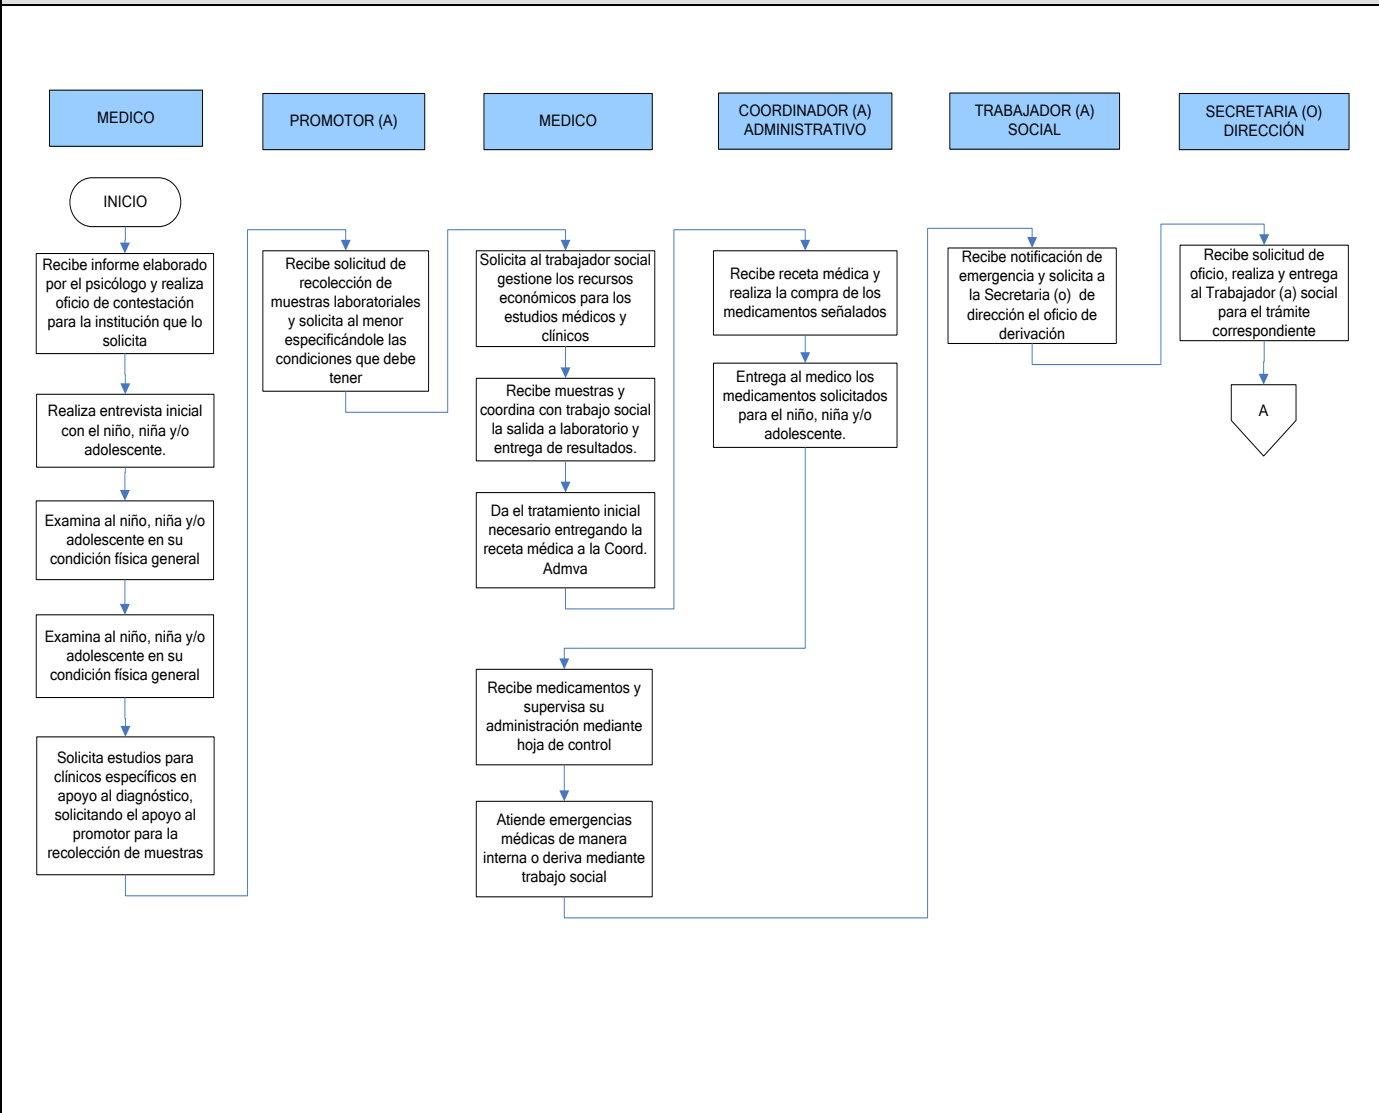 MEDICO
PROMOTOR (A)
MEDICO
COORDINADOR (A)
ADMINISTRATIVO
TRABAJADOR (A)
SOCIAL
SECRETARIA (O)
DIRECCIÓN
INICIO
Recibe informe elaborado
por el psicólogo y realiza
oficio de contestación
para la institución que lo
solicita
Realiza entrevista inicial
con el niño, niña y/o
adolescente.
Examina al niño, niña y/o
adolescente en su
condición física general
Examina al niño, niña y/o
adolescente en su
condición física general
Solicita estudios para
clínicos específicos en
apoyo al diagnóstico,
solicitando el apoyo al
promotor para la
recolección de muestras
Recibe solicitud de
recolección de
muestras laboratoriales
y solicita al menor
especificándole las
condiciones que debe
tener
Solicita al trabajador social
gestione los recursos
económicos para los
estudios médicos y
clínicos
Recibe muestras y
coordina con trabajo social
la salida a laboratorio y
entrega de resultados.
Da el tratamiento inicial
necesario entregando la
receta médica a la Coord.
Admva
Recibe receta médica y
realiza la compra de los
medicamentos señalados
Entrega al medico los
medicamentos solicitados
para el niño, niña y/o
adolescente.
Recibe medicamentos y
supervisa su
administración mediante
hoja de control
Atiende emergencias
médicas de manera
interna o deriva mediante
trabajo social
Recibe notificación de
emergencia y solicita a
la Secretaria (o) de
dirección el oficio de
derivación
Recibe solicitud de
oficio, realiza y entrega
al Trabajador (a) social
para el trámite
correspondiente
A